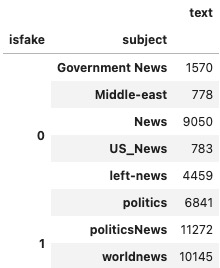 text
isfake subject
0 Government News 1570
Middle-east 778
News 9050
US_News 783
left-news 4459
politics 6841
1 politicsNews 11272
worldnews 10145